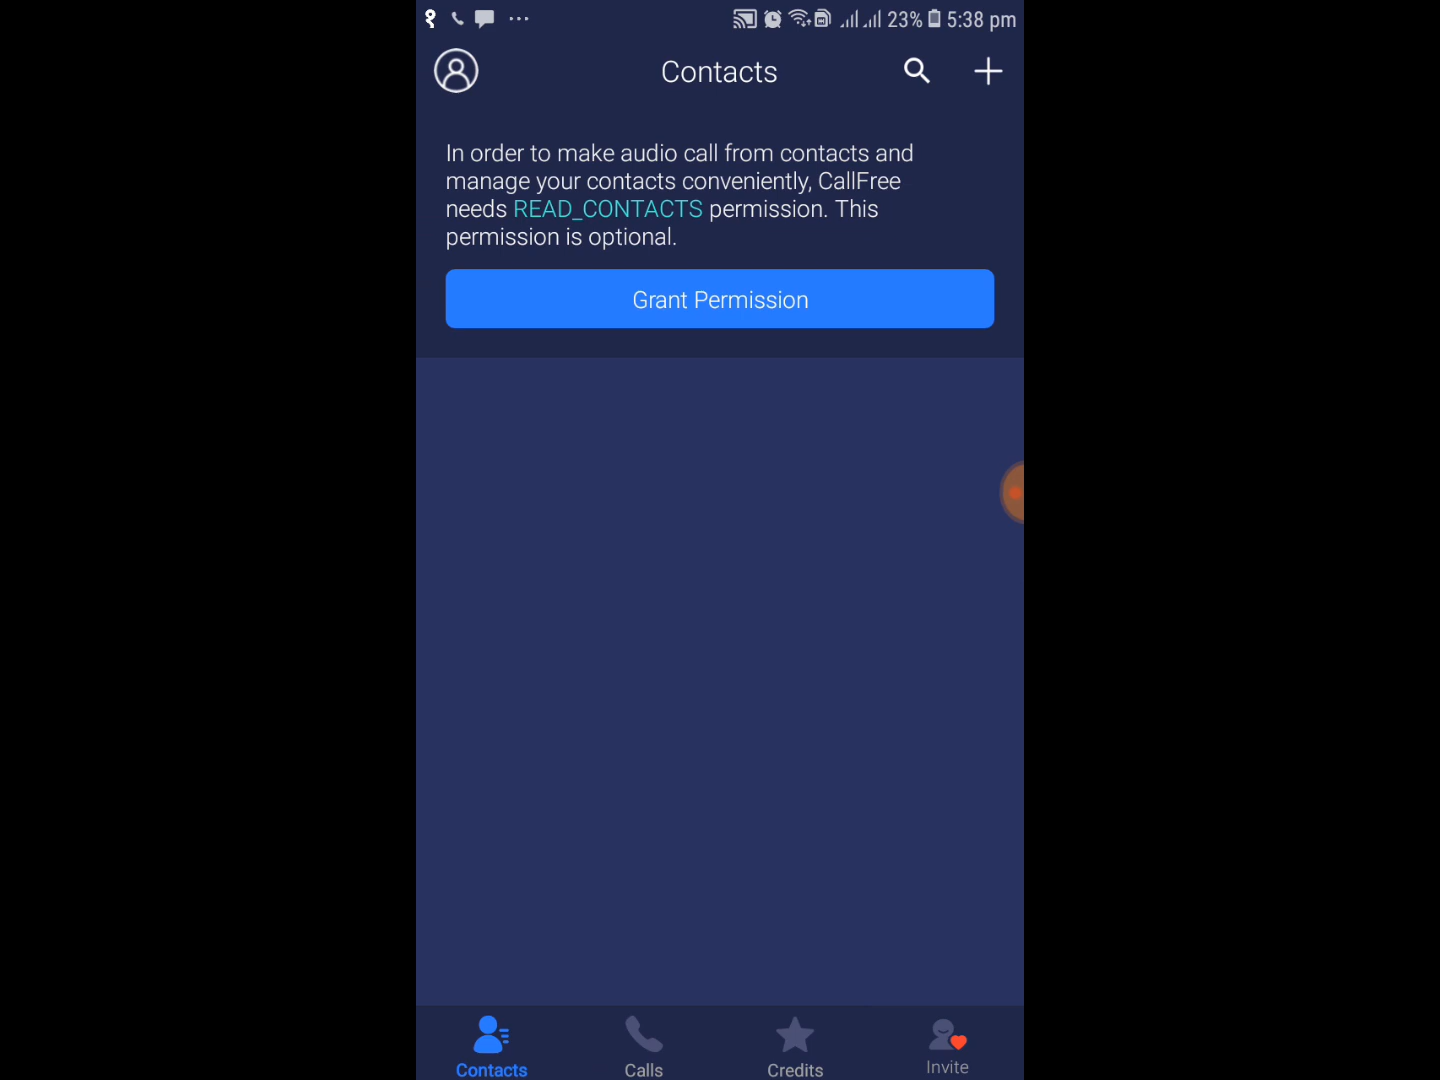 23% 5:38 pm
Contacts
In order to make audio call from contacts and
manage your contacts conveniently, CallFree
needs READ_CONTACTS permission. This
permission is optional.
Grant Permission
Contacts Calls Credits Invite